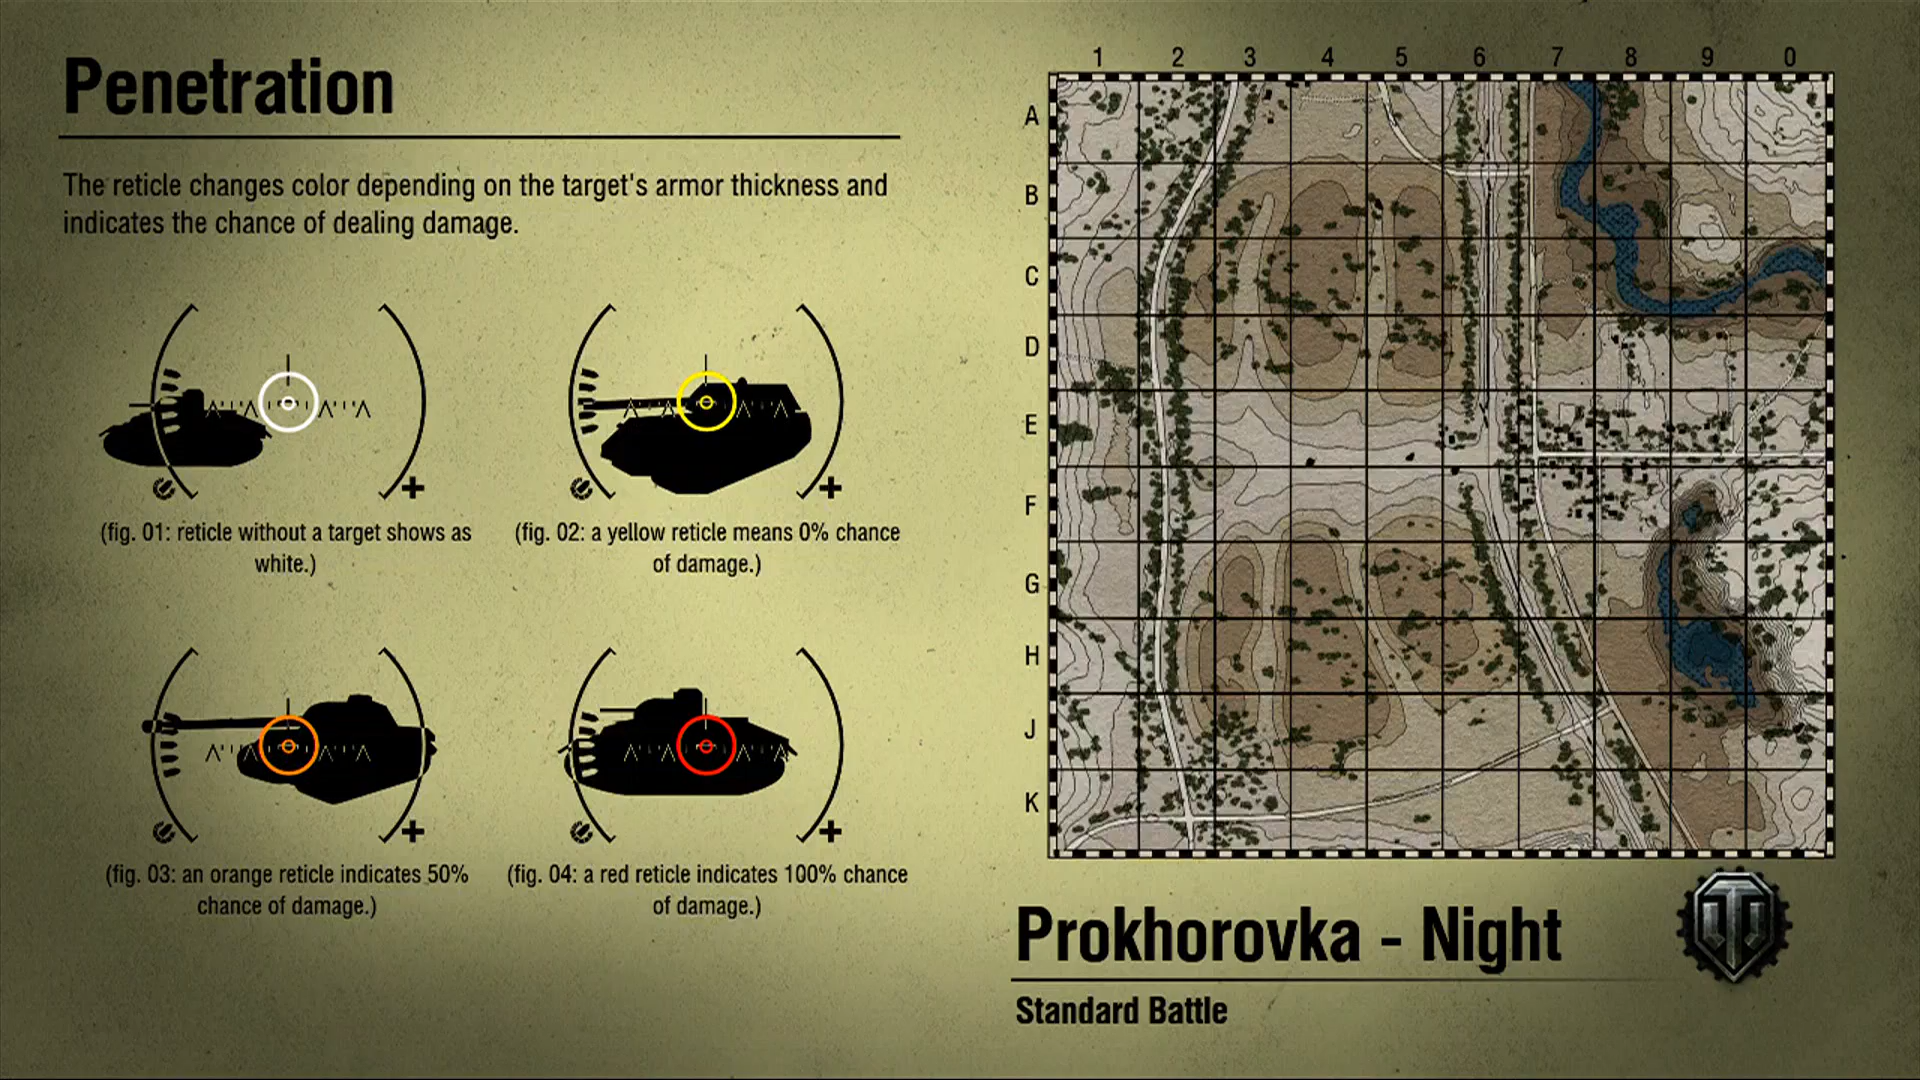 Penetration
The reticle changes color depending on the target's armor thickness and
indicates the chance of dealing damage.
(fig. 01: reticle without a target shows as
white.)
(fig. 02: a yellow reticle means 0% chance
of damage.)
(fig. 03: an orange reticle indicates 50%
chance of damage.)
(fig. 04: a red reticle indicates 100% chance
of damage.)
1 2 3 4 5 6 7 8 9 0
A
B
C
D
E
F
G
H
J
K
Prokhorovka - Night
Standard Battle